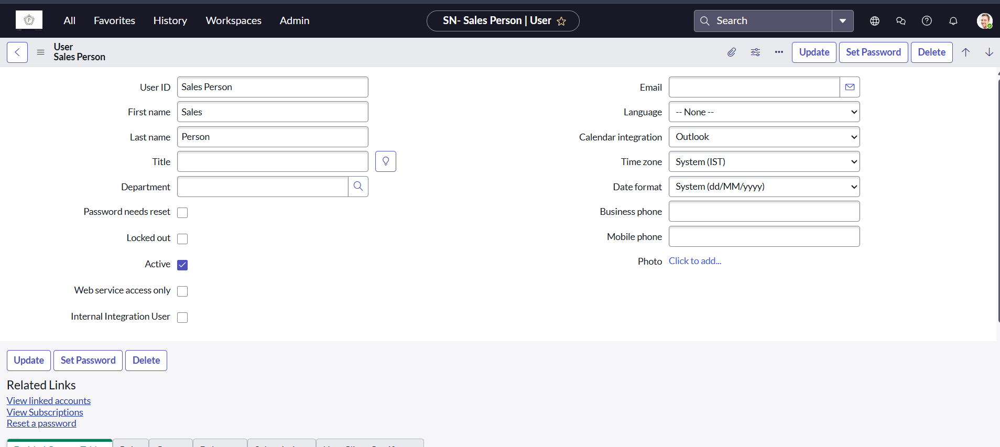 All
Favorites
History
Workspaces
Admin
SN- Sales Person | User
Search
User
Sales Person
Update
Set Password
Delete
User ID
Sales Person
First name
Sales
Last name
Person
Title
Department
Password needs reset
Locked out
Active
Web service access only
Internal Integration User
Email
Language
-- None --
Calendar integration
Outlook
Time zone
System (IST)
Date format
System (dd/MM/yyyy)
Business phone
Mobile phone
Photo
Click to add...
Update
Set Password
Delete
Related Links
View linked accounts
View Subscriptions
Reset a password